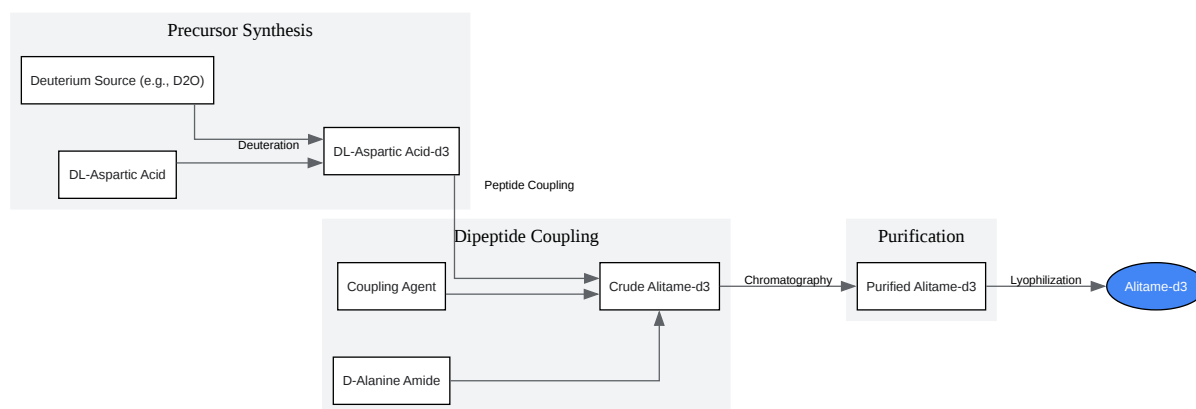 Precursor Synthesis
Deuterium Source (e.g., D2O)
Deuteration
DL-Aspartic Acid
DL-Aspartic Acid-d3
Peptide Coupling
Dipeptide Coupling
Coupling Agent
D-Alanine Amide
Crude Alitame-d3
Chromatography
Purification
Purified Alitame-d3
Lyophilization
Alitame-d3